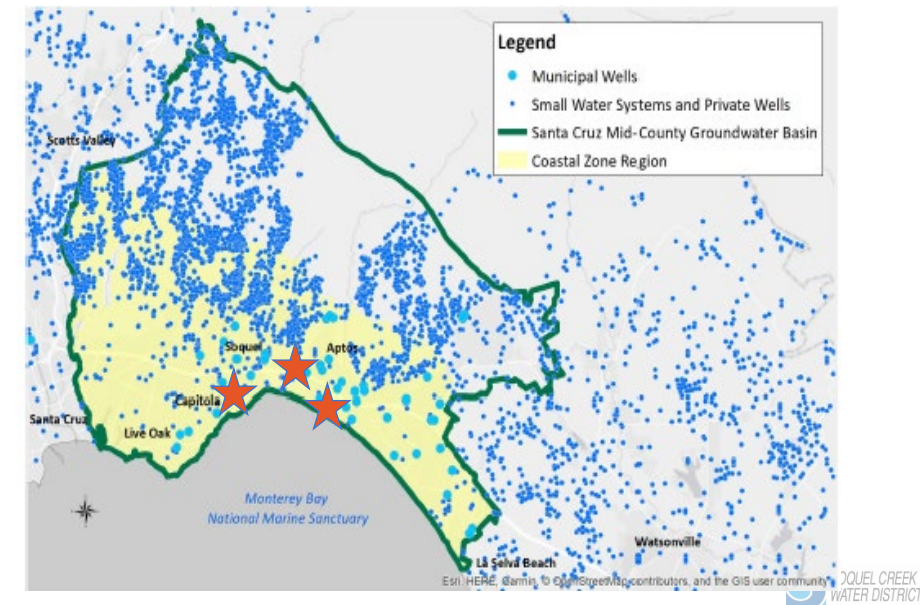 Legend
Municipal Wells
Small Water Systems and Private Wells
Santa Cruz Mid-County Groundwater Basin
Coastal Zone Region
Scotts Valley
Soquel
Aptos
Capitola
Santa Cruz
Live Oak
Monterey Bay
National Marine Sanctuary
Watsonville
La Selva Beach
Esri, HERE, Garmin, © OpenStreetMap contributors, and the GIS user community
OQUEL CREEK
WATER DISTRICT